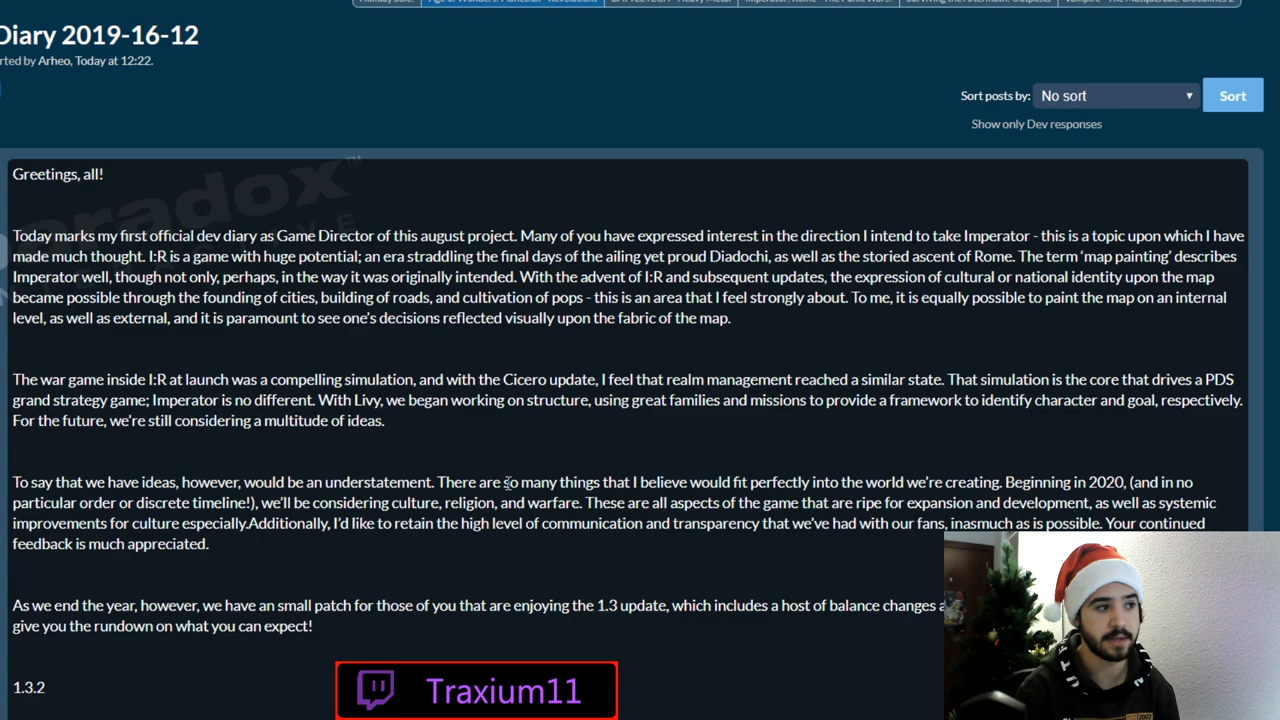 Age of Wonders: Planetfall - Revelations
Diary 2019-16-12
rted by Arheo, Today at 12:22.
Sort posts by:
No sort
Sort
Show only Dev responses
Greetings, all!
Today marks my first official dev diary as Game Director of this august project. Many of you have expressed interest in the direction I intend to take Imperator - this is a topic upon which I have
made much thought. I:R is a game with huge potential; an era straddling the final days of the ailing yet proud Diadochi, as well as the storied ascent of Rome. The term ‘map painting’ describes
Imperator well, though not only, perhaps, in the way it was originally intended. With the advent of I:R and subsequent updates, the expression of cultural or national identity upon the map
became possible through the founding of cities, building of roads, and cultivation of pops - this is an area that I feel strongly about. To me, it is equally possible to paint the map on an internal
level, as well as external, and it is paramount to see one’s decisions reflected visually upon the fabric of the map.
The war game inside I:R at launch was a compelling simulation, and with the Cicero update, I feel that realm management reached a similar state. That simulation is the core that drives a PDS
grand strategy game; Imperator is no different. With Livy, we began working on structure, using great families and missions to provide a framework to identify character and goal, respectively.
For the future, we’re still considering a multitude of ideas.
To say that we have ideas, however, would be an understatement. There are so many things that I believe would fit perfectly into the world we’re creating. Beginning in 2020, (and in no
particular order or discrete timeline!), we’ll be considering culture, religion, and warfare. These are all aspects of the game that are ripe for expansion and development, as well as systemic
improvements for culture especially.Additionally, I’d like to retain the high level of communication and transparency that we’ve had with our fans, inasmuch as is possible. Your continued
feedback is much appreciated.
As we end the year, however, we have an small patch for those of you that are enjoying the 1.3 update, which includes a host of balance changes a
give you the rundown on what you can expect!
1.3.2
Traxium11